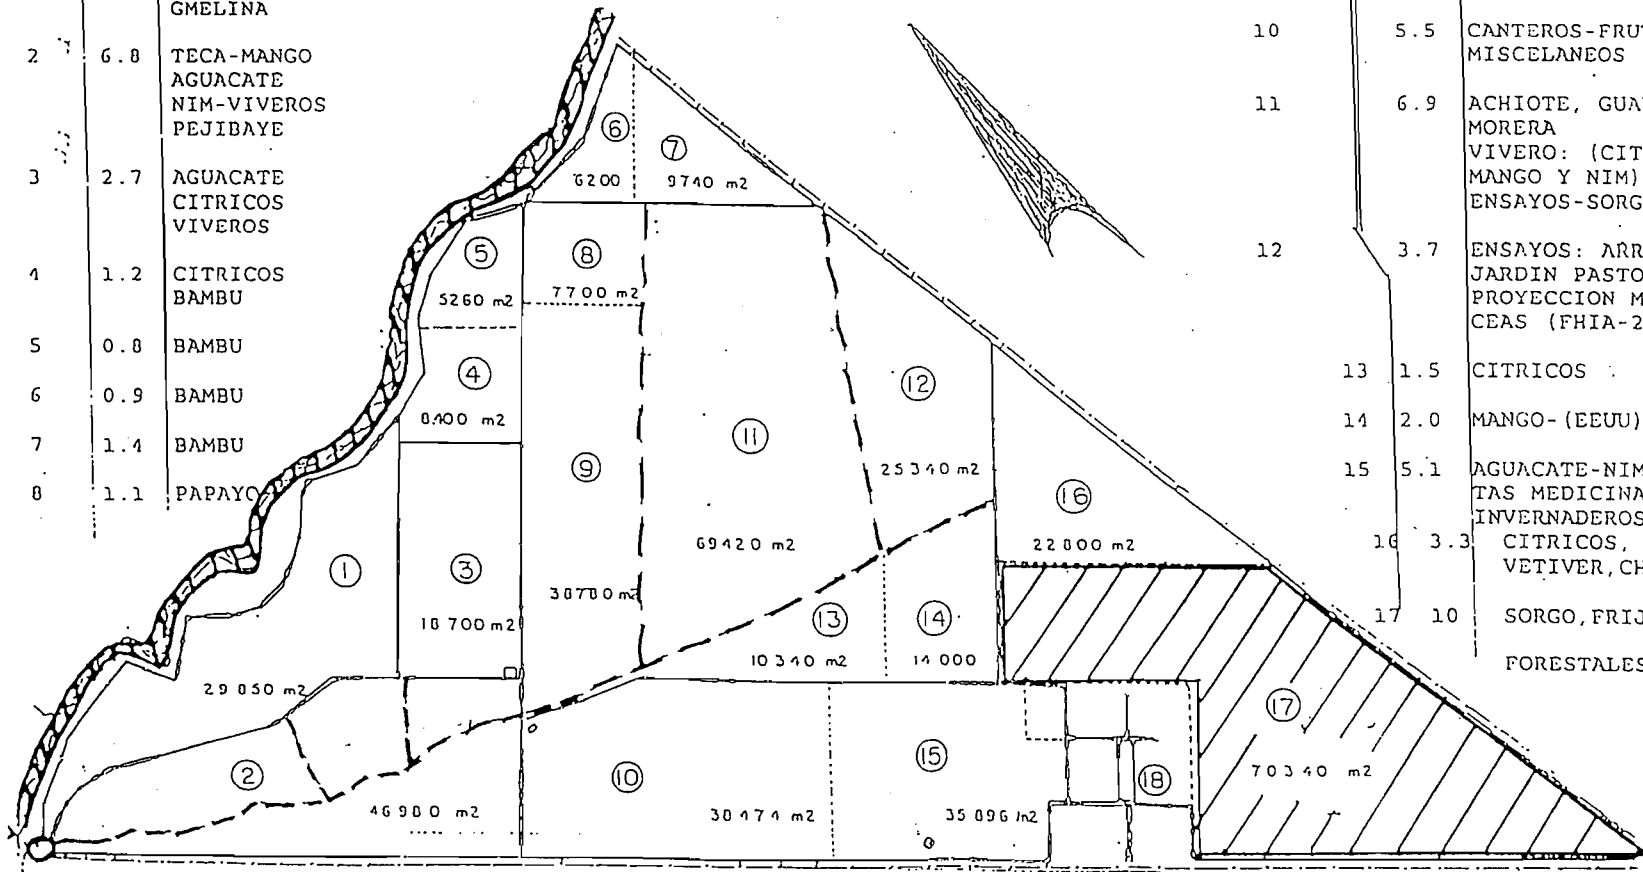 GMELINA
2 6.8 TECA-MANGO
AGUACATE
NIM-VIVEROS
PEJIBAYE
3 2.7 AGUACATE
CITRICOS
VIVEROS
4 1.2 CITRICOS
BAMBU
5 0.8 BAMBU
6 0.9 BAMBU
7 1.4 BAMBU
8 1.1 PAPAYO
10 5.5 CANTEROS-FRUT
MISCELANEOS
11 6.9 ACHIOTE, GUA
MORERA
VIVERO: (CIT
MANGO Y NIM)
ENSAYOS-SORG
12 3.7 ENSAYOS: ARR
JARDIN PASTO
PROYECCION M
CEAS (FHIA-2
13 1.5 CITRICOS
14 2.0 MANGO-(EEUU)
15 5.1 AGUACATE-NIM
TAS MEDICINA
INVERNADEROS
16 3.3 CITRICOS,
VETIVER, CH
17 10 SORGO, FRIJ
FORESTALES
6
6200
7
9740 m2
5
5260 m2
8
7700 m2
4
8400 m2
12
25340 m2
11
69420 m2
9
38780 m2
16
22800 m2
1
29850 m2
3
18700 m2
13
10340 m2
14
14000
2
46980 m2
10
38474 m2
15
35896 m2
18
17
70340 m2